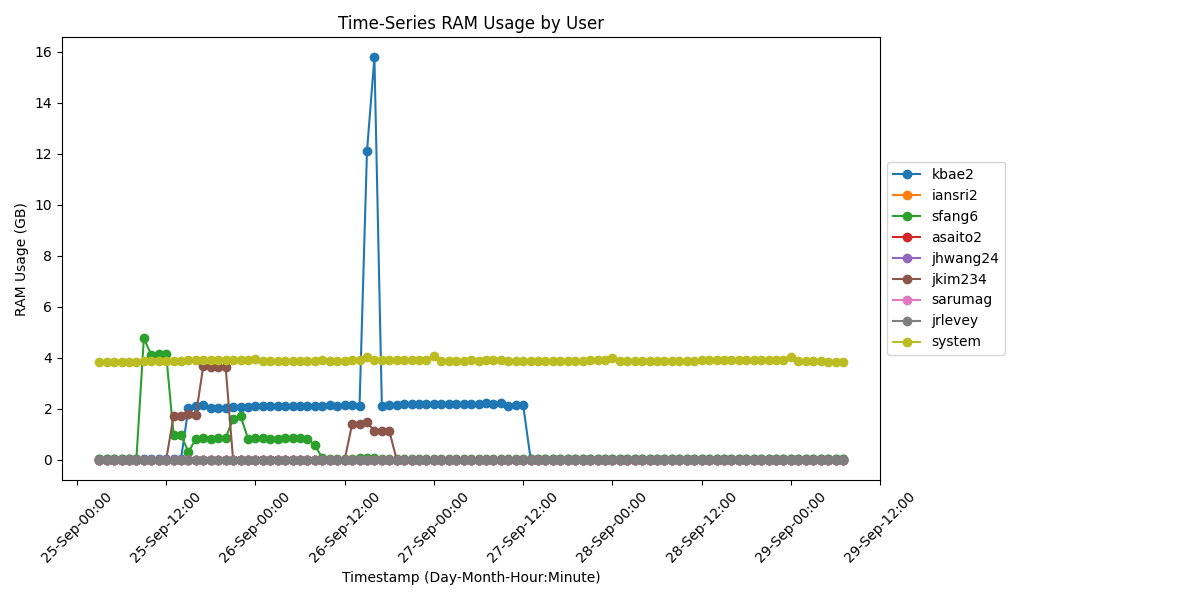 Time-Series RAM Usage by User
RAM Usage (GB)
16
14
12
10
8
6
4
2
0
25-Sep-00:00
25-Sep-12:00
26-Sep-00:00
26-Sep-12:00
27-Sep-00:00
27-Sep-12:00
28-Sep-00:00
28-Sep-12:00
29-Sep-00:00
29-Sep-12:00
Timestamp (Day-Month-Hour:Minute)
kbae2
iansri2
sfang6
asaito2
jhwang24
jkim234
sarumag
jrlevey
system